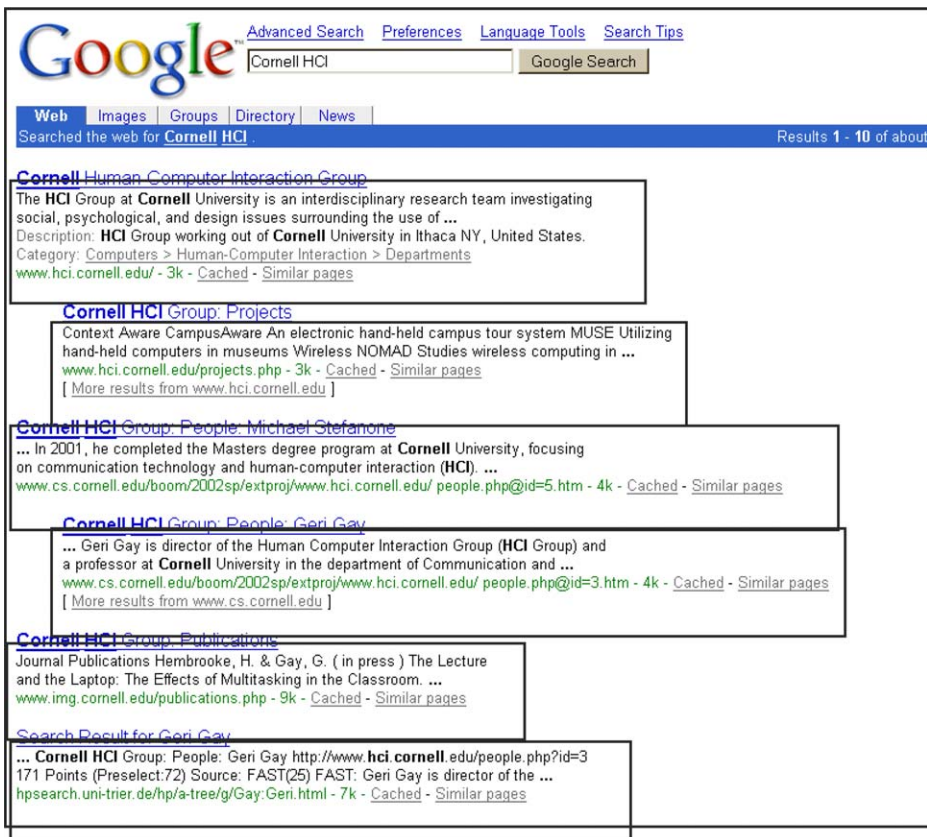 Google™
Advanced Search Preferences Language Tools Search Tips
Cornell HCI Google Search
Web Images Groups Directory News
Searched the web for Cornell HCI . Results 1 - 10 of about
Cornell Human-Computer Interaction Group
The HCI Group at Cornell University is an interdisciplinary research team investigating
social, psychological, and design issues surrounding the use of ...
Description: HCI Group working out of Cornell University in Ithaca NY, United States.
Category: Computers > Human-Computer Interaction > Departments
www.hci.cornell.edu/ - 3k - Cached - Similar pages
Cornell HCI Group: Projects
Context Aware CampusAware An electronic hand-held campus tour system MUSE Utilizing
hand-held computers in museums Wireless NOMAD Studies wireless computing in ...
www.hci.cornell.edu/projects.php - 3k - Cached - Similar pages
[ More results from www.hci.cornell.edu ]
Cornell HCI Group: People: Michael Stefanone
... In 2001, he completed the Masters degree program at Cornell University, focusing
on communication technology and human-computer interaction (HCI). ...
www.cs.cornell.edu/boom/2002sp/extproj/www.hci.cornell.edu/ people.php@id=5.htm - 4k - Cached - Similar pages
Cornell HCI Group: People: Geri Gay
... Geri Gay is director of the Human Computer Interaction Group (HCI Group) and
a professor at Cornell University in the department of Communication and ...
www.cs.cornell.edu/boom/2002sp/extproj/www.hci.cornell.edu/ people.php@id=3.htm - 4k - Cached - Similar pages
[ More results from www.cs.cornell.edu ]
Cornell HCI Group: Publications
Journal Publications Hembrooke, H. & Gay, G. ( in press ) The Lecture
and the Laptop: The Effects of Multitasking in the Classroom. ...
www.img.cornell.edu/publications.php - 9k - Cached - Similar pages
Search Result for Geri Gay
... Cornell HCI Group: People: Geri Gay http://www.hci.cornell.edu/people.php?id=3
171 Points (Preselect:72) Source: FAST(25) FAST: Geri Gay is director of the ...
hpsearch.uni-trier.de/hp/a-tree/g/Gay:Geri.html - 7k - Cached - Similar pages